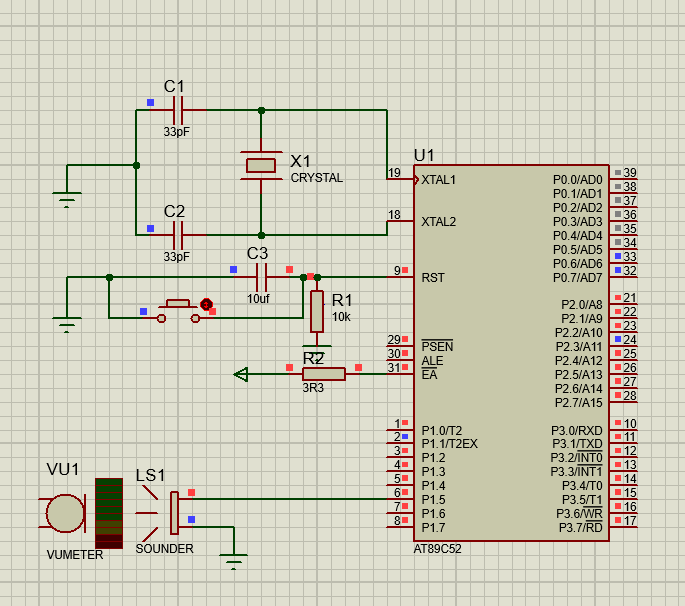 C1
33pF
X1
CRYSTAL
C2
33pF
C3
10uf
R1
10k
R2
3R3
VU1
VUMETER
LS1
SOUNDER
U1
19 XTAL1
18 XTAL2
9 RST
29 PSEN
30 ALE
31 EA
1 P1.0/T2
2 P1.1/T2EX
3 P1.2
4 P1.3
5 P1.4
6 P1.5
7 P1.6
8 P1.7
P0.0/AD0 39
P0.1/AD1 38
P0.2/AD2 37
P0.3/AD3 36
P0.4/AD4 35
P0.5/AD5 34
P0.6/AD6 33
P0.7/AD7 32
P2.0/A8 21
P2.1/A9 22
P2.2/A10 23
P2.3/A11 24
P2.4/A12 25
P2.5/A13 26
P2.6/A14 27
P2.7/A15 28
P3.0/RXD 10
P3.1/TXD 11
P3.2/INT0 12
P3.3/INT1 13
P3.4/T0 14
P3.5/T1 15
P3.6/WR 16
P3.7/RD 17
AT89C52